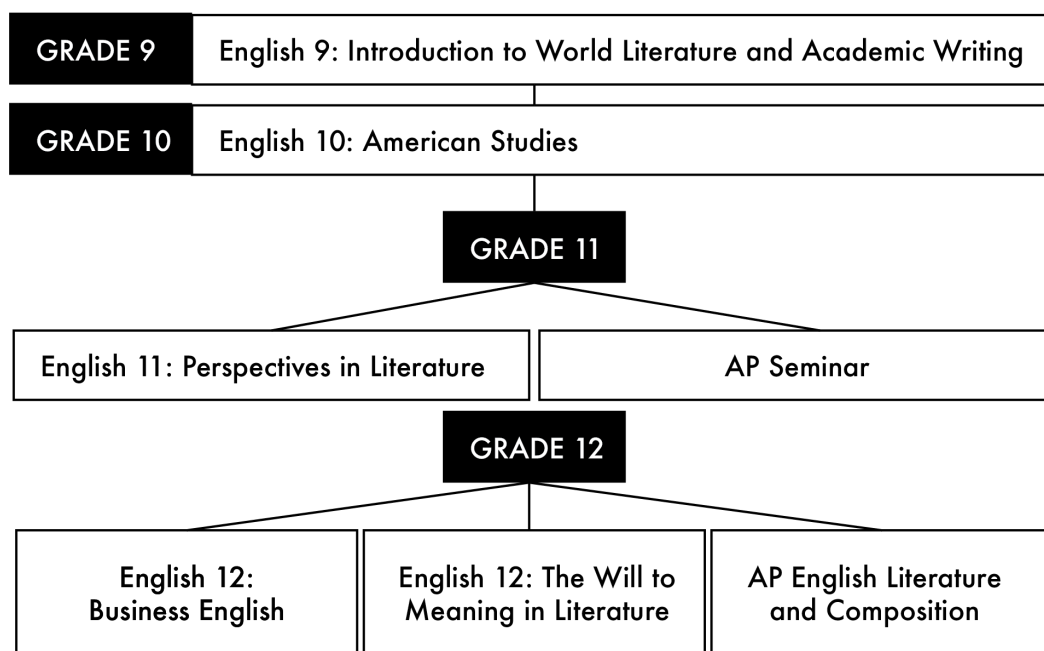 GRADE 9 English 9: Introduction to World Literature and Academic Writing
GRADE 10 English 10: American Studies
GRADE 11
English 11: Perspectives in Literature
AP Seminar
GRADE 12
English 12:
Business English
English 12: The Will to
Meaning in Literature
AP English Literature
and Composition